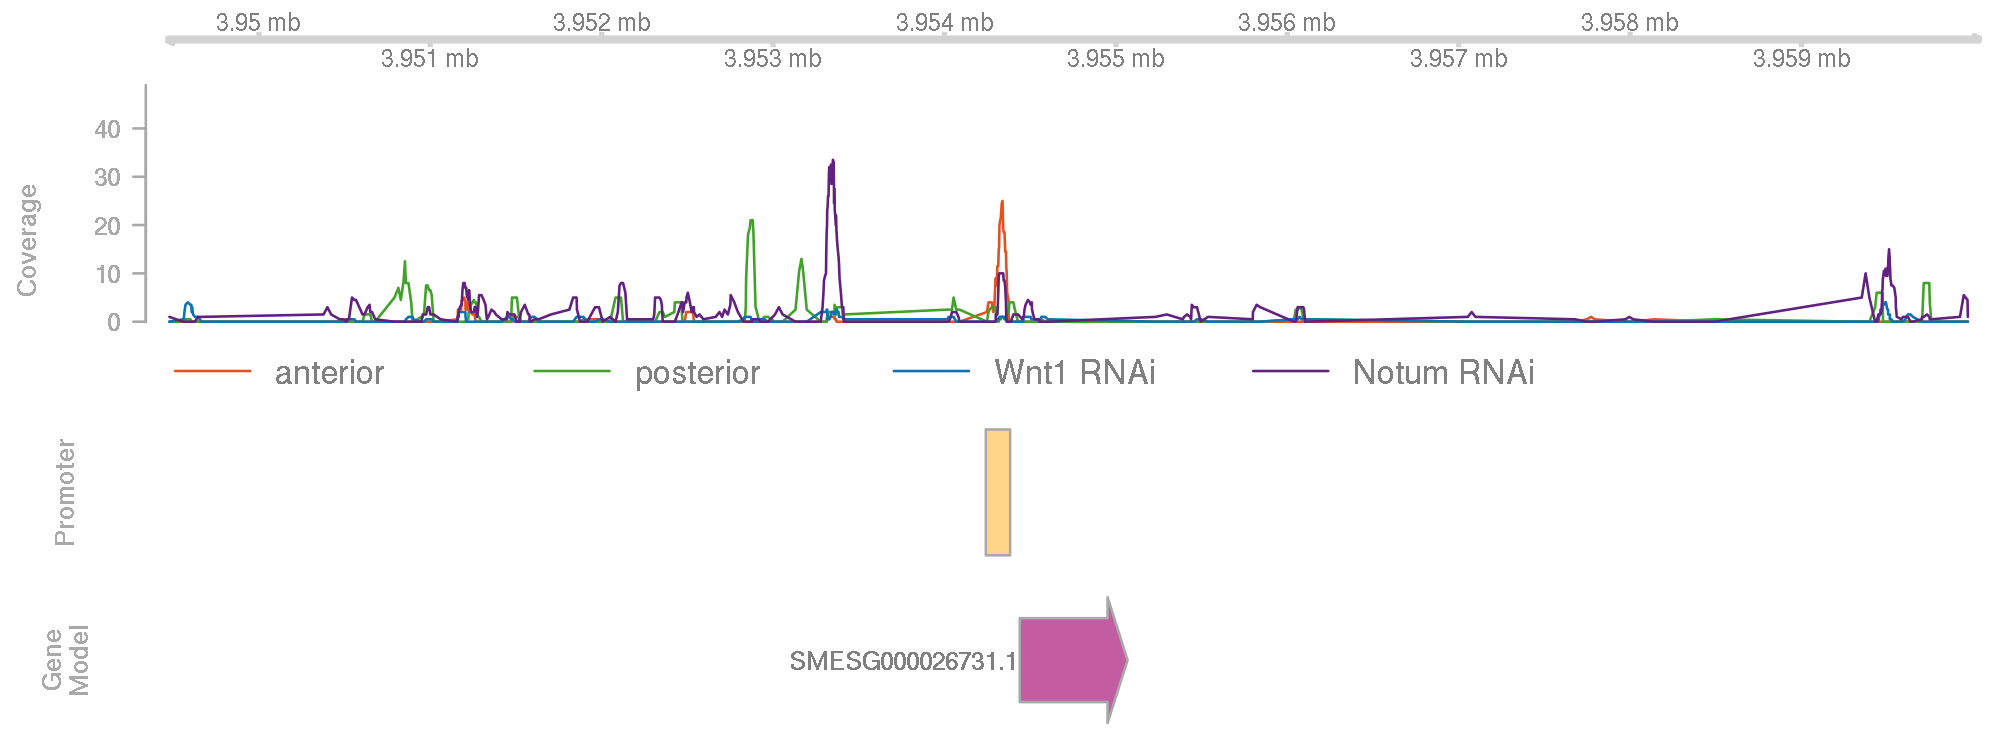 3.95 mb 3.952 mb 3.954 mb 3.956 mb 3.958 mb
3.951 mb 3.953 mb 3.955 mb 3.957 mb 3.959 mb
Coverage
40
30
20
10
0
anterior posterior Wnt1 RNAi Notum RNAi
Promoter
Gene
Model
SMESG000026731.1